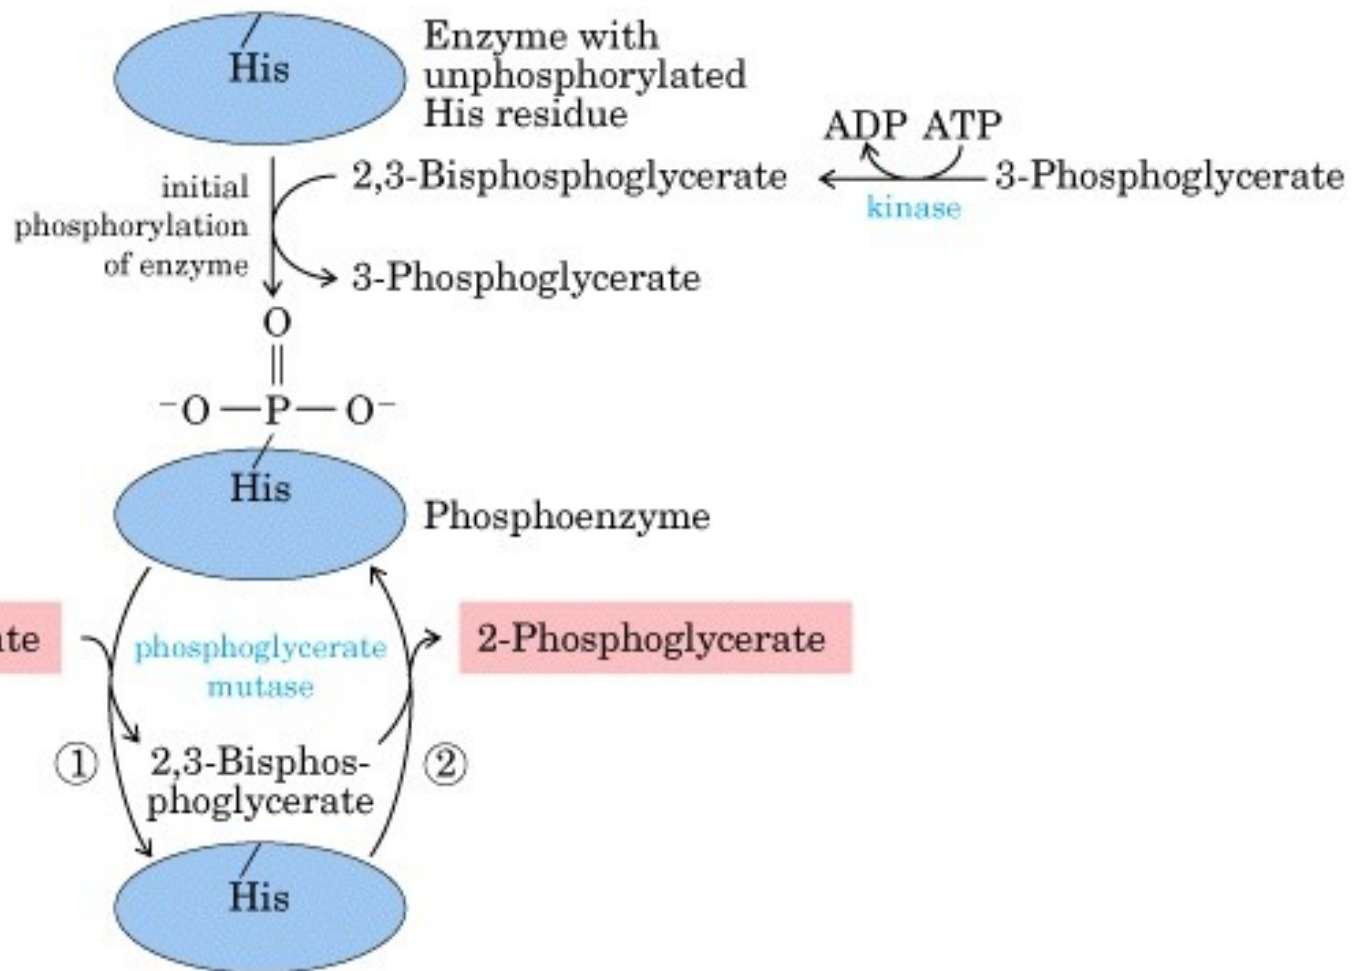 His
Enzyme with
unphosphorylated
His residue
ADP ATP
initial
phosphorylation
of enzyme
2,3-Bisphosphoglycerate
3-Phosphoglycerate
kinase
3-Phosphoglycerate
O
⁻O—P—O⁻
His
Phosphoenzyme
phosphoglycerate
mutase
2-Phosphoglycerate
① 2,3-Bisphos- ②
phoglycerate
His